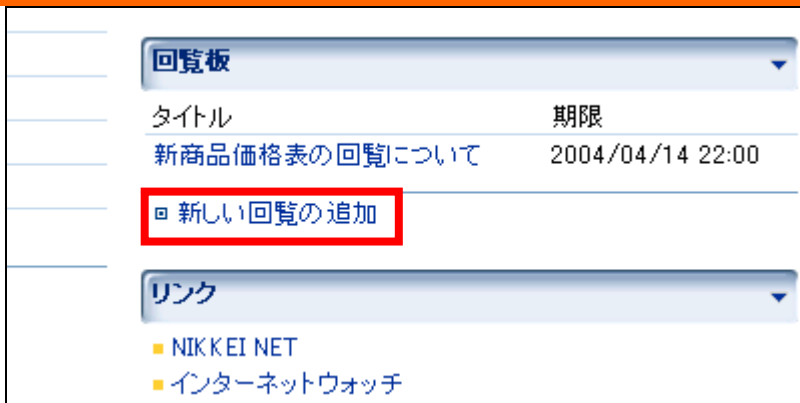 回覧板
タイトル 期限
新商品価格表の回覧について 2004/04/14 22:00
新しい回覧の追加
リンク
NIKKEI NET
インターネットウォッチ